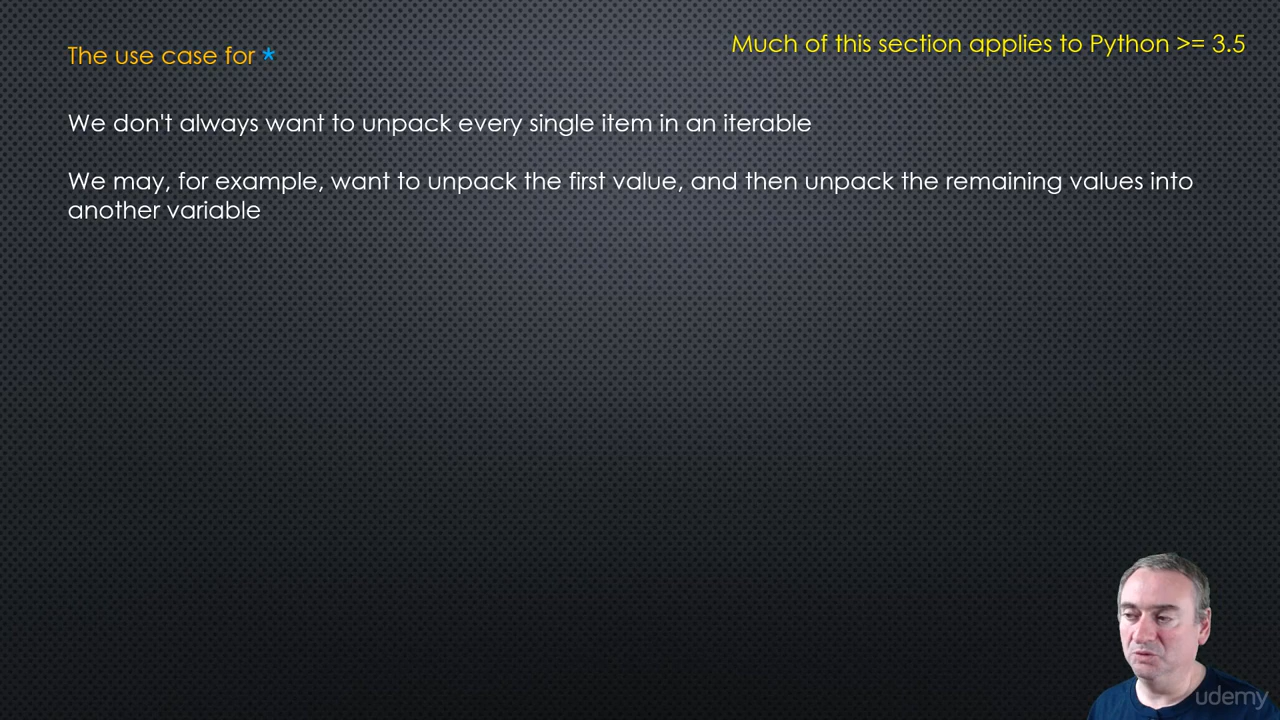 The use case for *
Much of this section applies to Python >= 3.5
We don't always want to unpack every single item in an iterable
We may, for example, want to unpack the first value, and then unpack the remaining values into
another variable
udemy